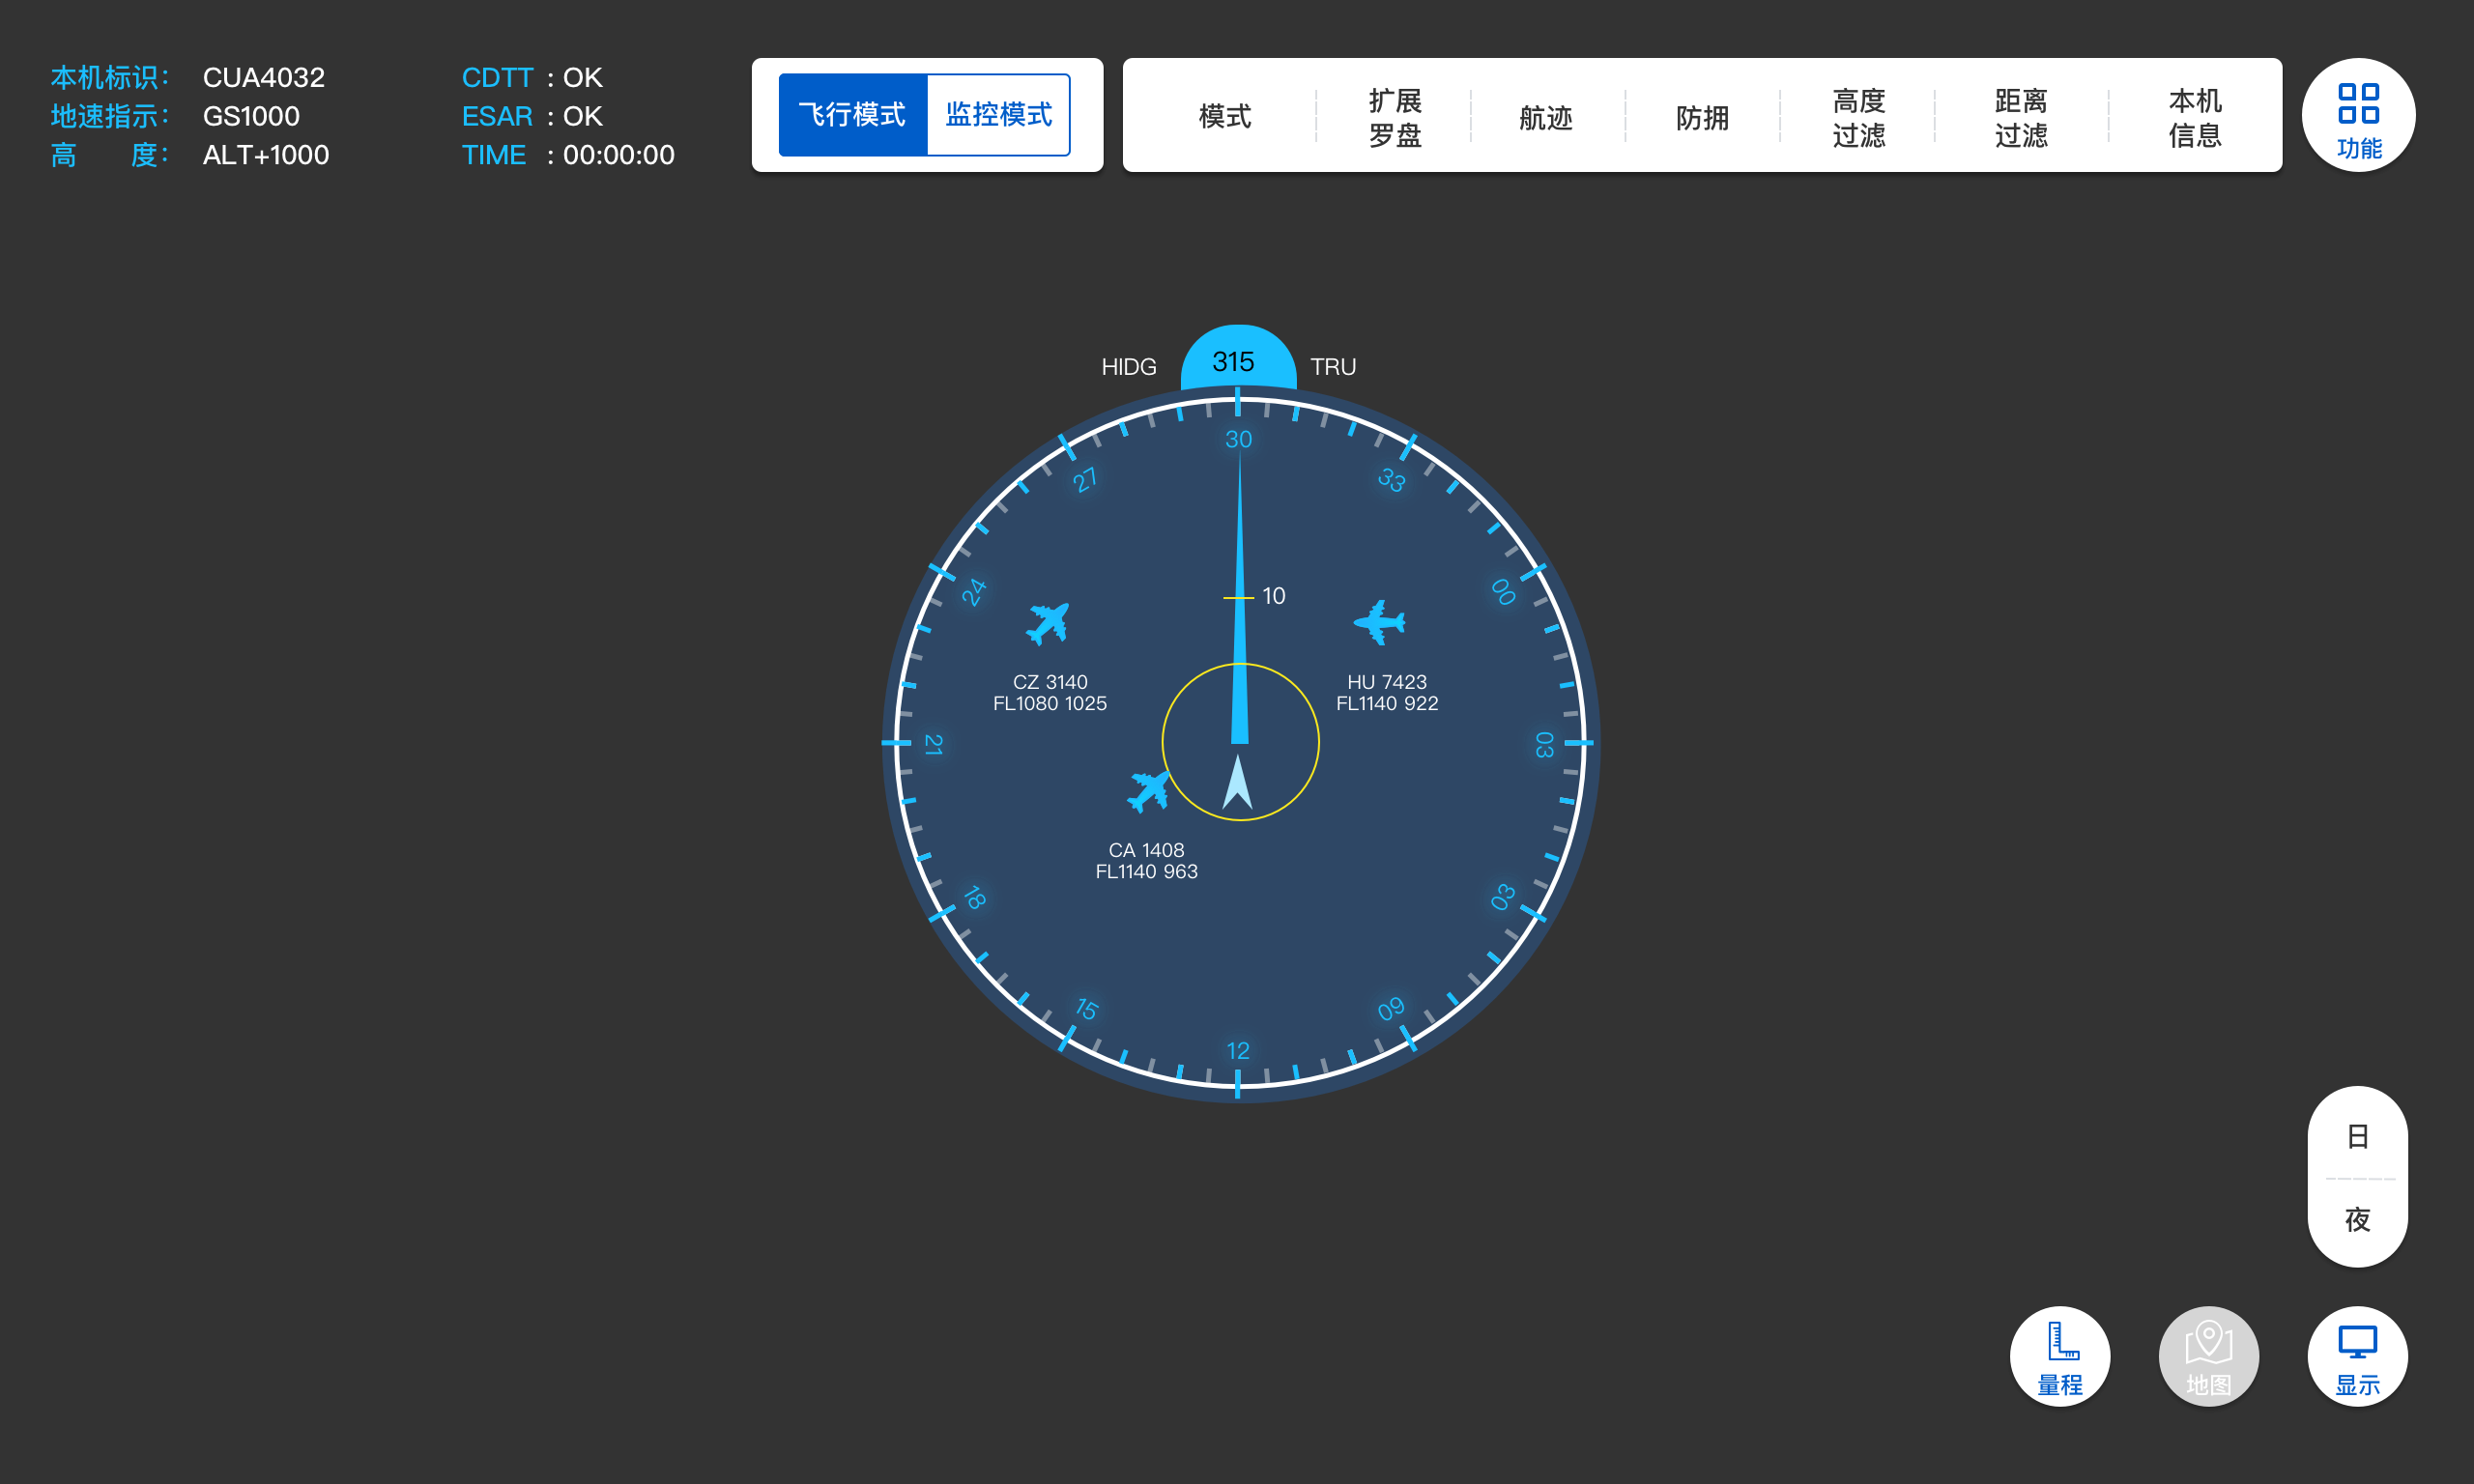 本机标识： CUA4032
地速指示： GS1000
高 度： ALT+1000
CDTT : OK
ESAR : OK
TIME : 00:00:00
飞行模式
监控模式
模式
扩展
罗盘
航迹
防拥
高度
过滤
距离
过滤
本机
信息
功能
HIDG
315
TRU
30
33
00
03
03
09
12
15
18
21
24
27
10
CZ 3140
FL1080 1025
HU 7423
FL1140 922
CA 1408
FL1140 963
日
夜
量程
地图
显示